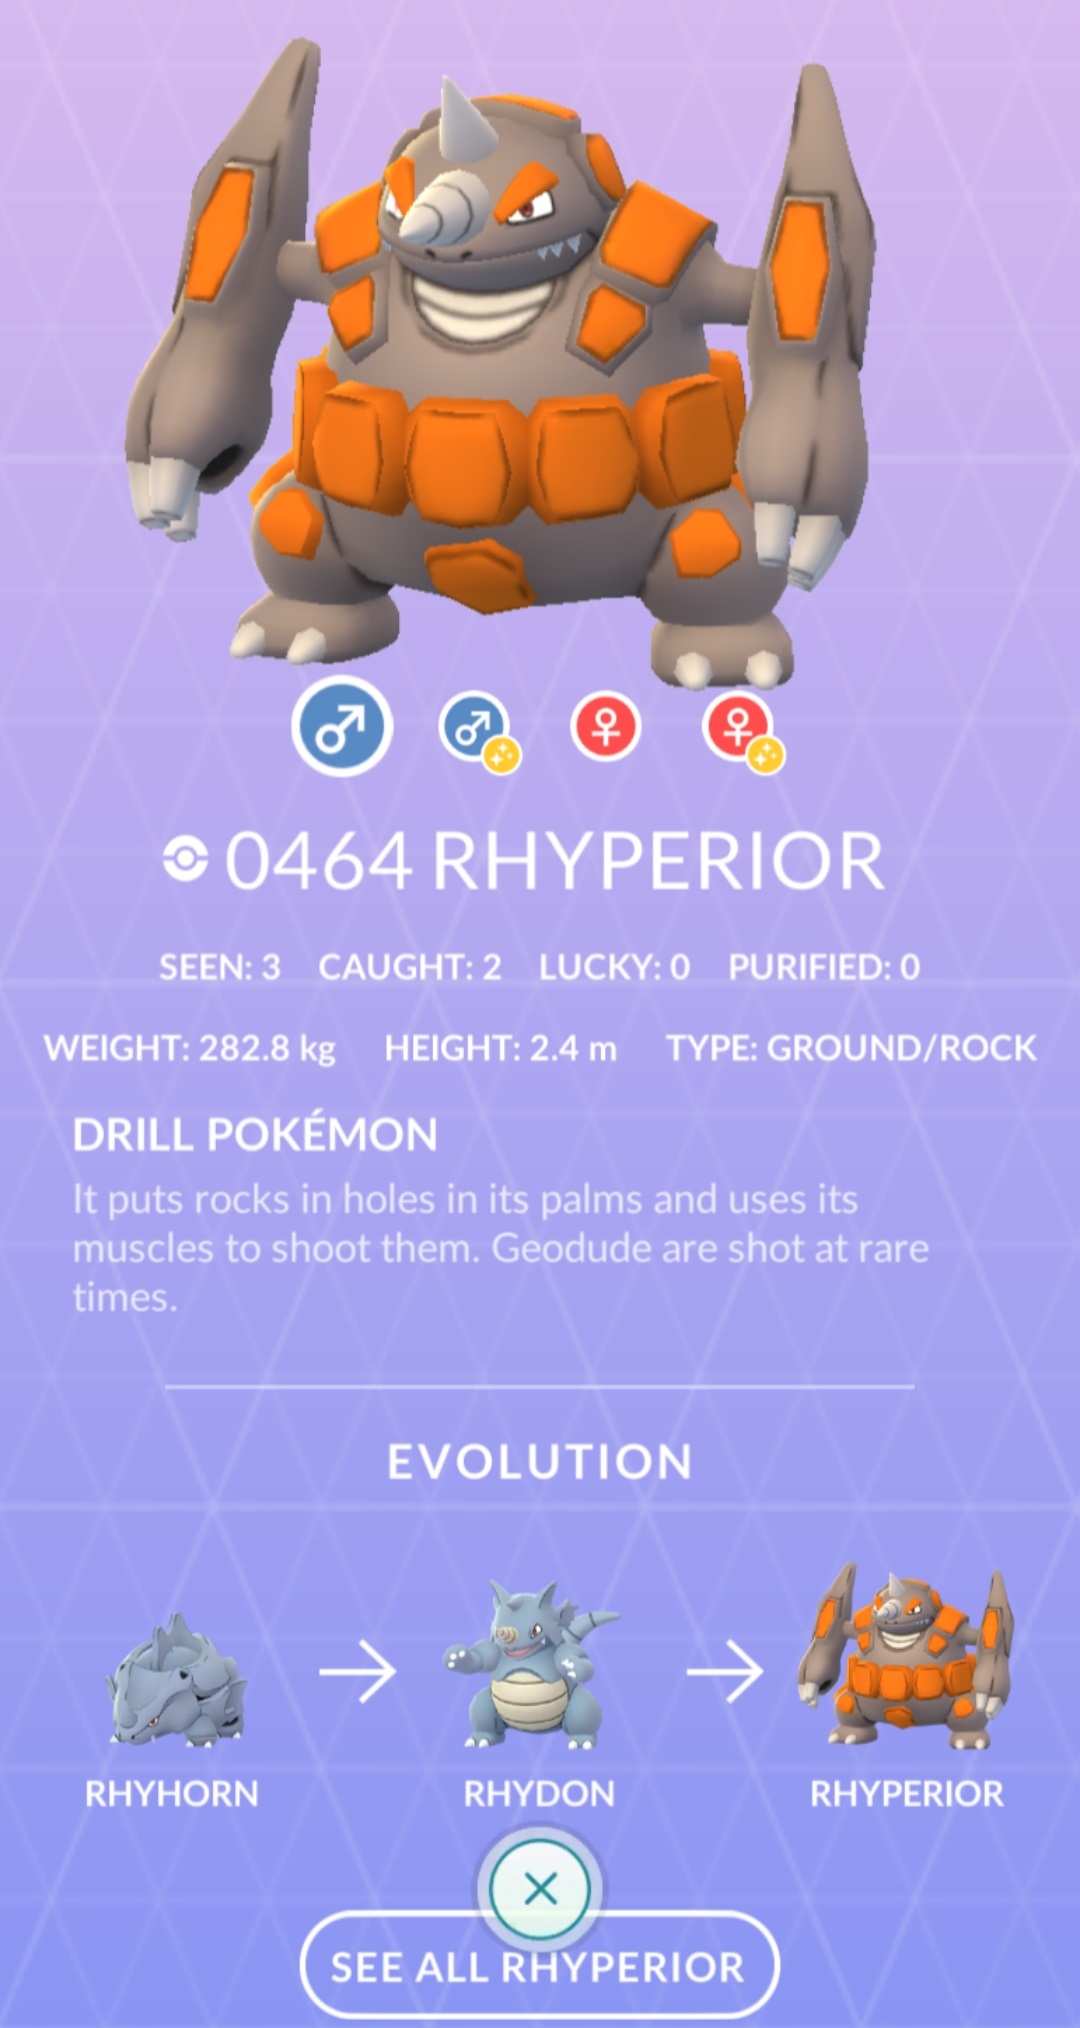 0464 RHYPERIOR
SEEN: 3 CAUGHT: 2 LUCKY: 0 PURIFIED: 0
WEIGHT: 282.8 kg HEIGHT: 2.4 m TYPE: GROUND/ROCK
DRILL POKÉMON
It puts rocks in holes in its palms and uses its
muscles to shoot them. Geodude are shot at rare
times.
EVOLUTION
RHYHORN RHYDON RHYPERIOR
SEE ALL RHYPERIOR